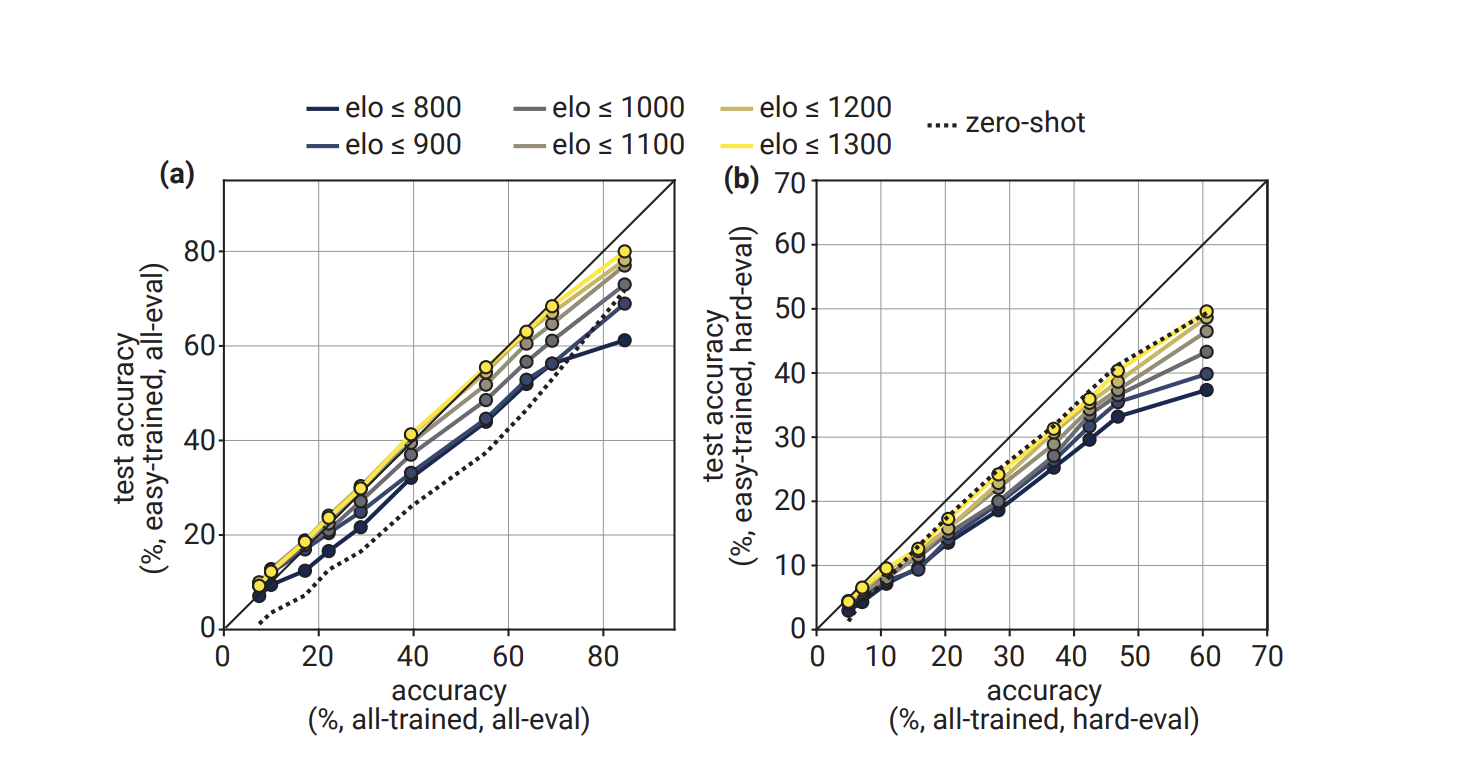 elo ≤ 800
elo ≤ 1000
elo ≤ 1200
zero-shot
elo ≤ 900
elo ≤ 1100
elo ≤ 1300
(a)
test accuracy
(%, easy-trained, all-eval)
80
60
40
20
0
0 20 40 60 80
accuracy
(%, all-trained, all-eval)
(b)
test accuracy
(%, easy-trained, hard-eval)
70
60
50
40
30
20
10
0
0 10 20 30 40 50 60 70
accuracy
(%, all-trained, hard-eval)